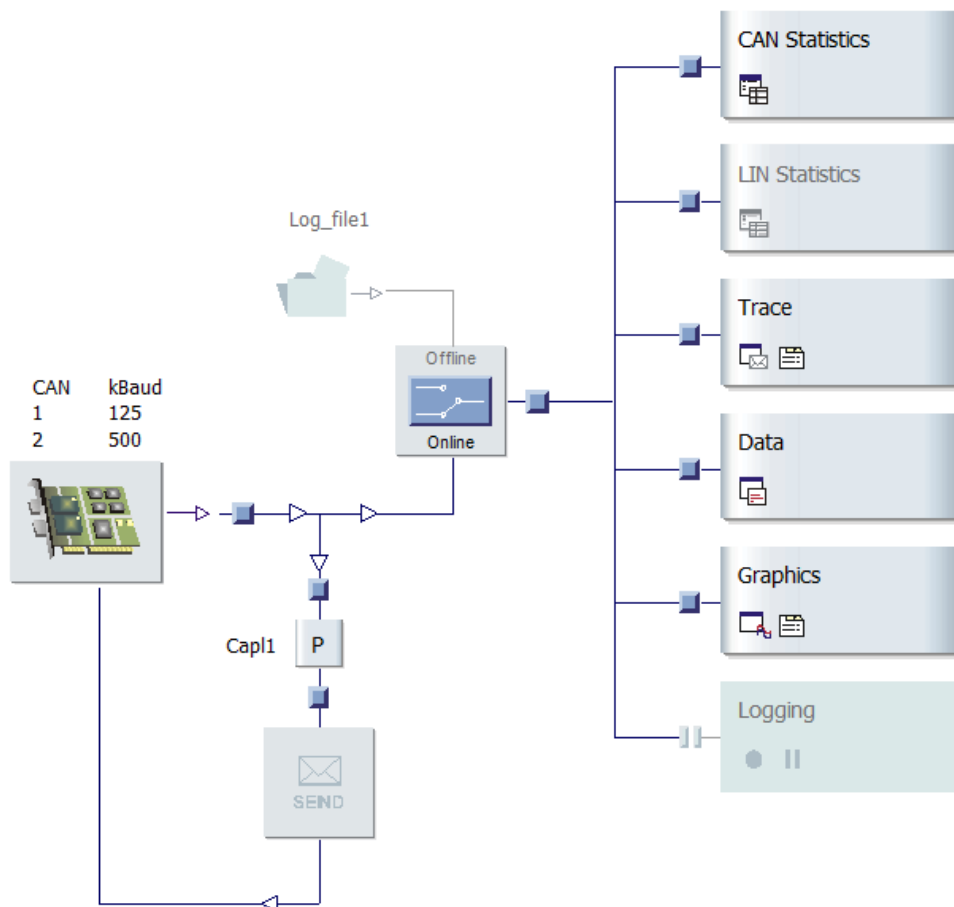 CAN Statistics
LIN Statistics
Log_file1
Trace
Offline
Online
CAN kBaud
1 125
2 500
Data
Graphics
Capl1 P
Logging
SEND